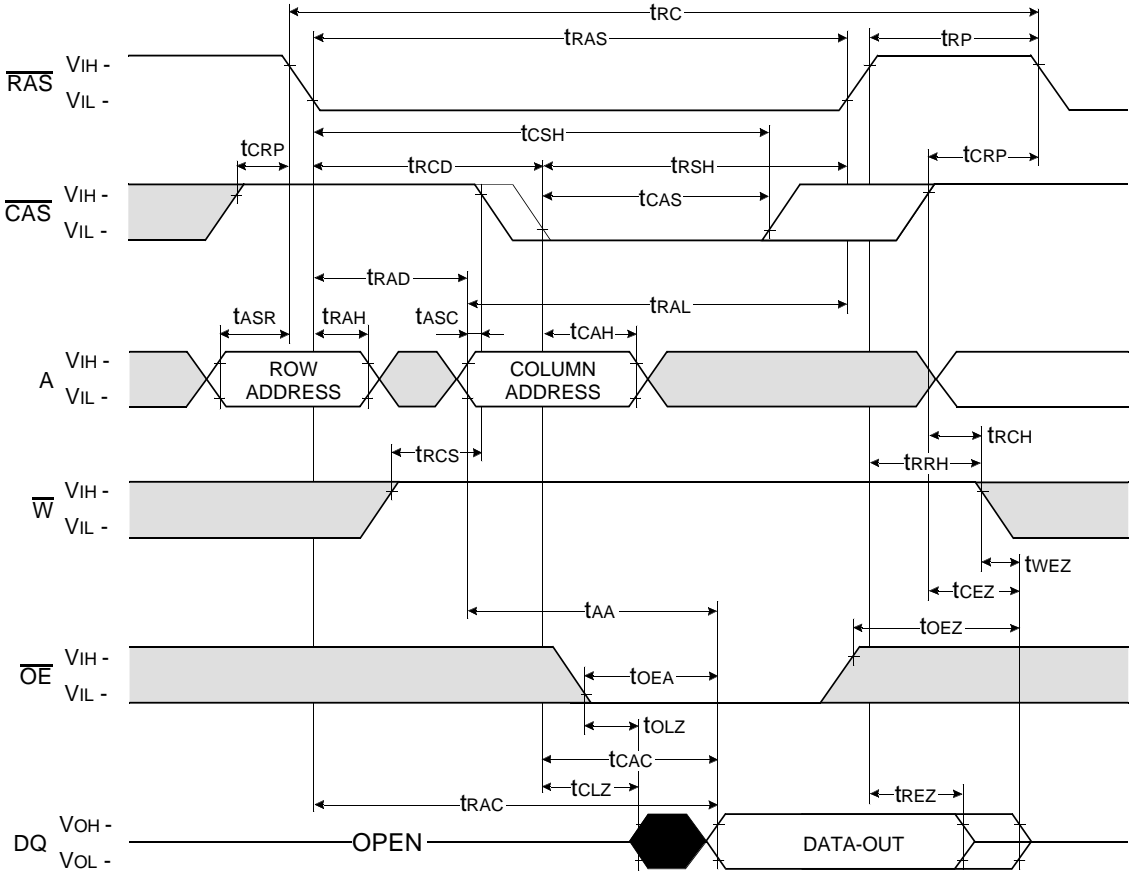 tRC
tRAS
tRP
RAS
VIH -
VIL -
tCSH
tCRP
tRCD
tRSH
tCRP
CAS
VIH -
VIL -
tCAS
tRAD
tRAL
tASR
tRAH
tASC
tCAH
A
VIH -
VIL -
ROW
ADDRESS
COLUMN
ADDRESS
tRCH
tRCS
tRRH
W
VIH -
VIL -
tWEZ
tCEZ
tAA
tOEZ
OE
VIH -
VIL -
tOEA
tOLZ
tCAC
tCLZ
tREZ
tRAC
DQ
VOH -
VOL -
OPEN
DATA-OUT